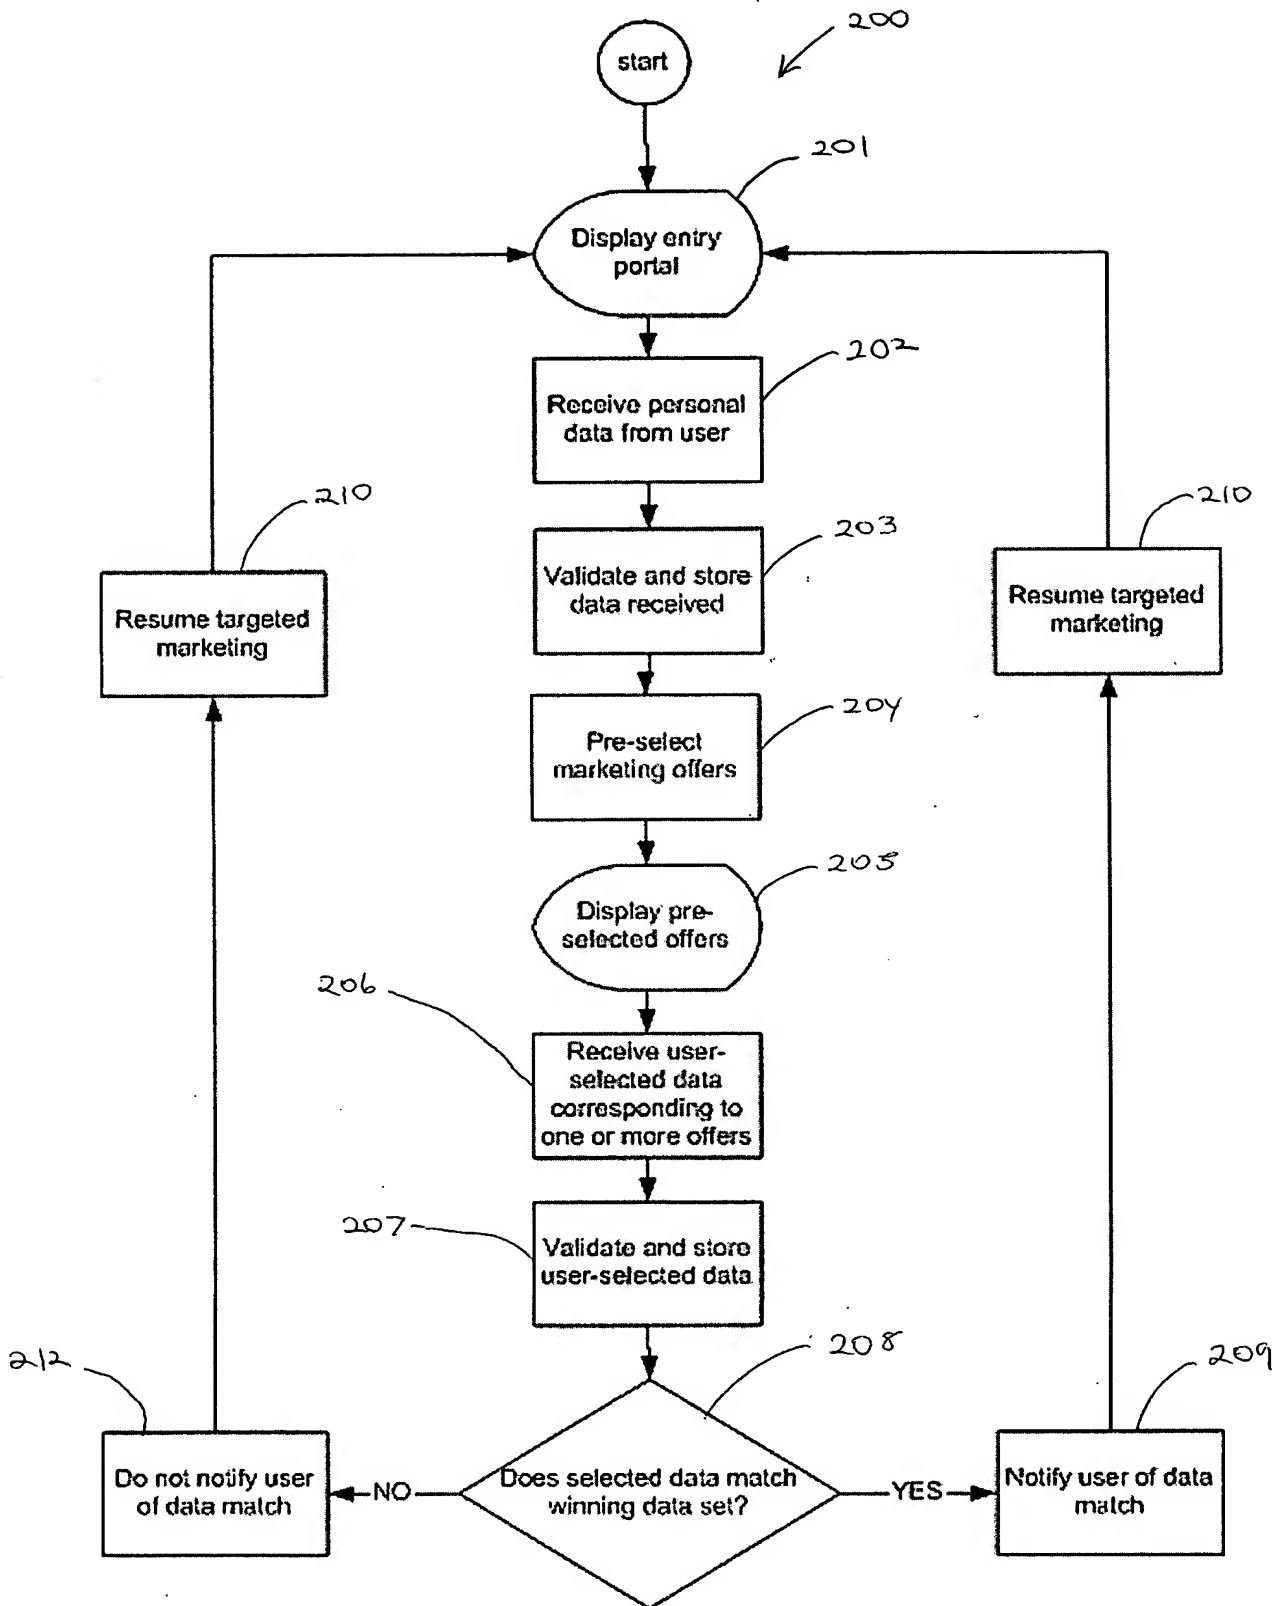 200
start
201
Display entry
portal
202
Receive personal
data from user
210
210
203
Validate and store
data received
Resume targeted
marketing
Resume targeted
marketing
204
Pre-select
marketing offers
205
Display pre-
selected offers
206
Receive user-
selected data
corresponding to
one or more offers
207
Validate and store
user-selected data
208
212
209
Do not notify user
of data match
NO
Does selected data match
winning data set?
YES
Notify user of data
match